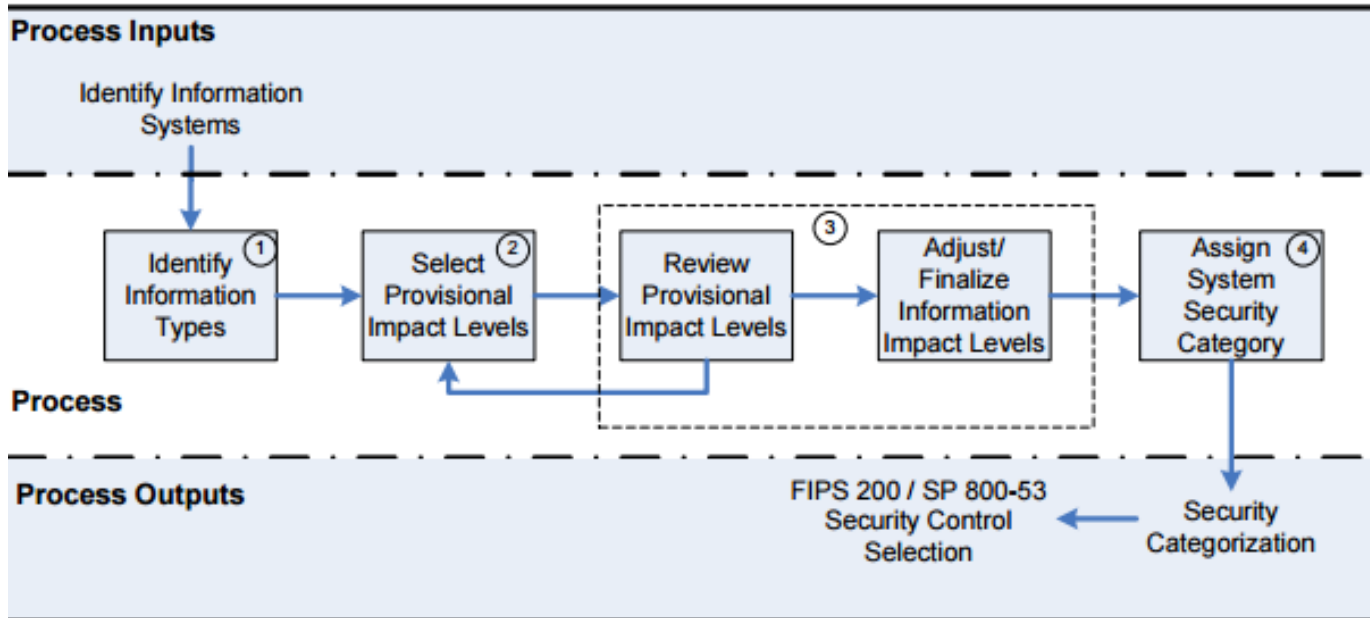 Process Inputs
Identify Information
Systems
1
Identify
Information
Types
2
Select
Provisional
Impact Levels
3
Review
Provisional
Impact Levels
Adjust/
Finalize
Information
Impact Levels
4
Assign
System
Security
Category
Process
Process Outputs
FIPS 200 / SP 800-53
Security Control
Selection
Security
Categorization